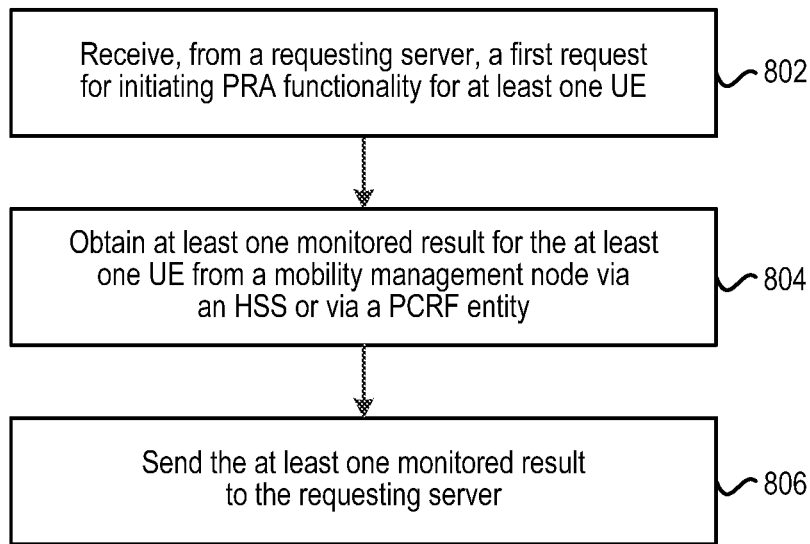 Receive, from a requesting server, a first request
for initiating PRA functionality for at least one UE
802
Obtain at least one monitored result for the at least
one UE from a mobility management node via
an HSS or via a PCRF entity
804
Send the at least one monitored result
to the requesting server
806